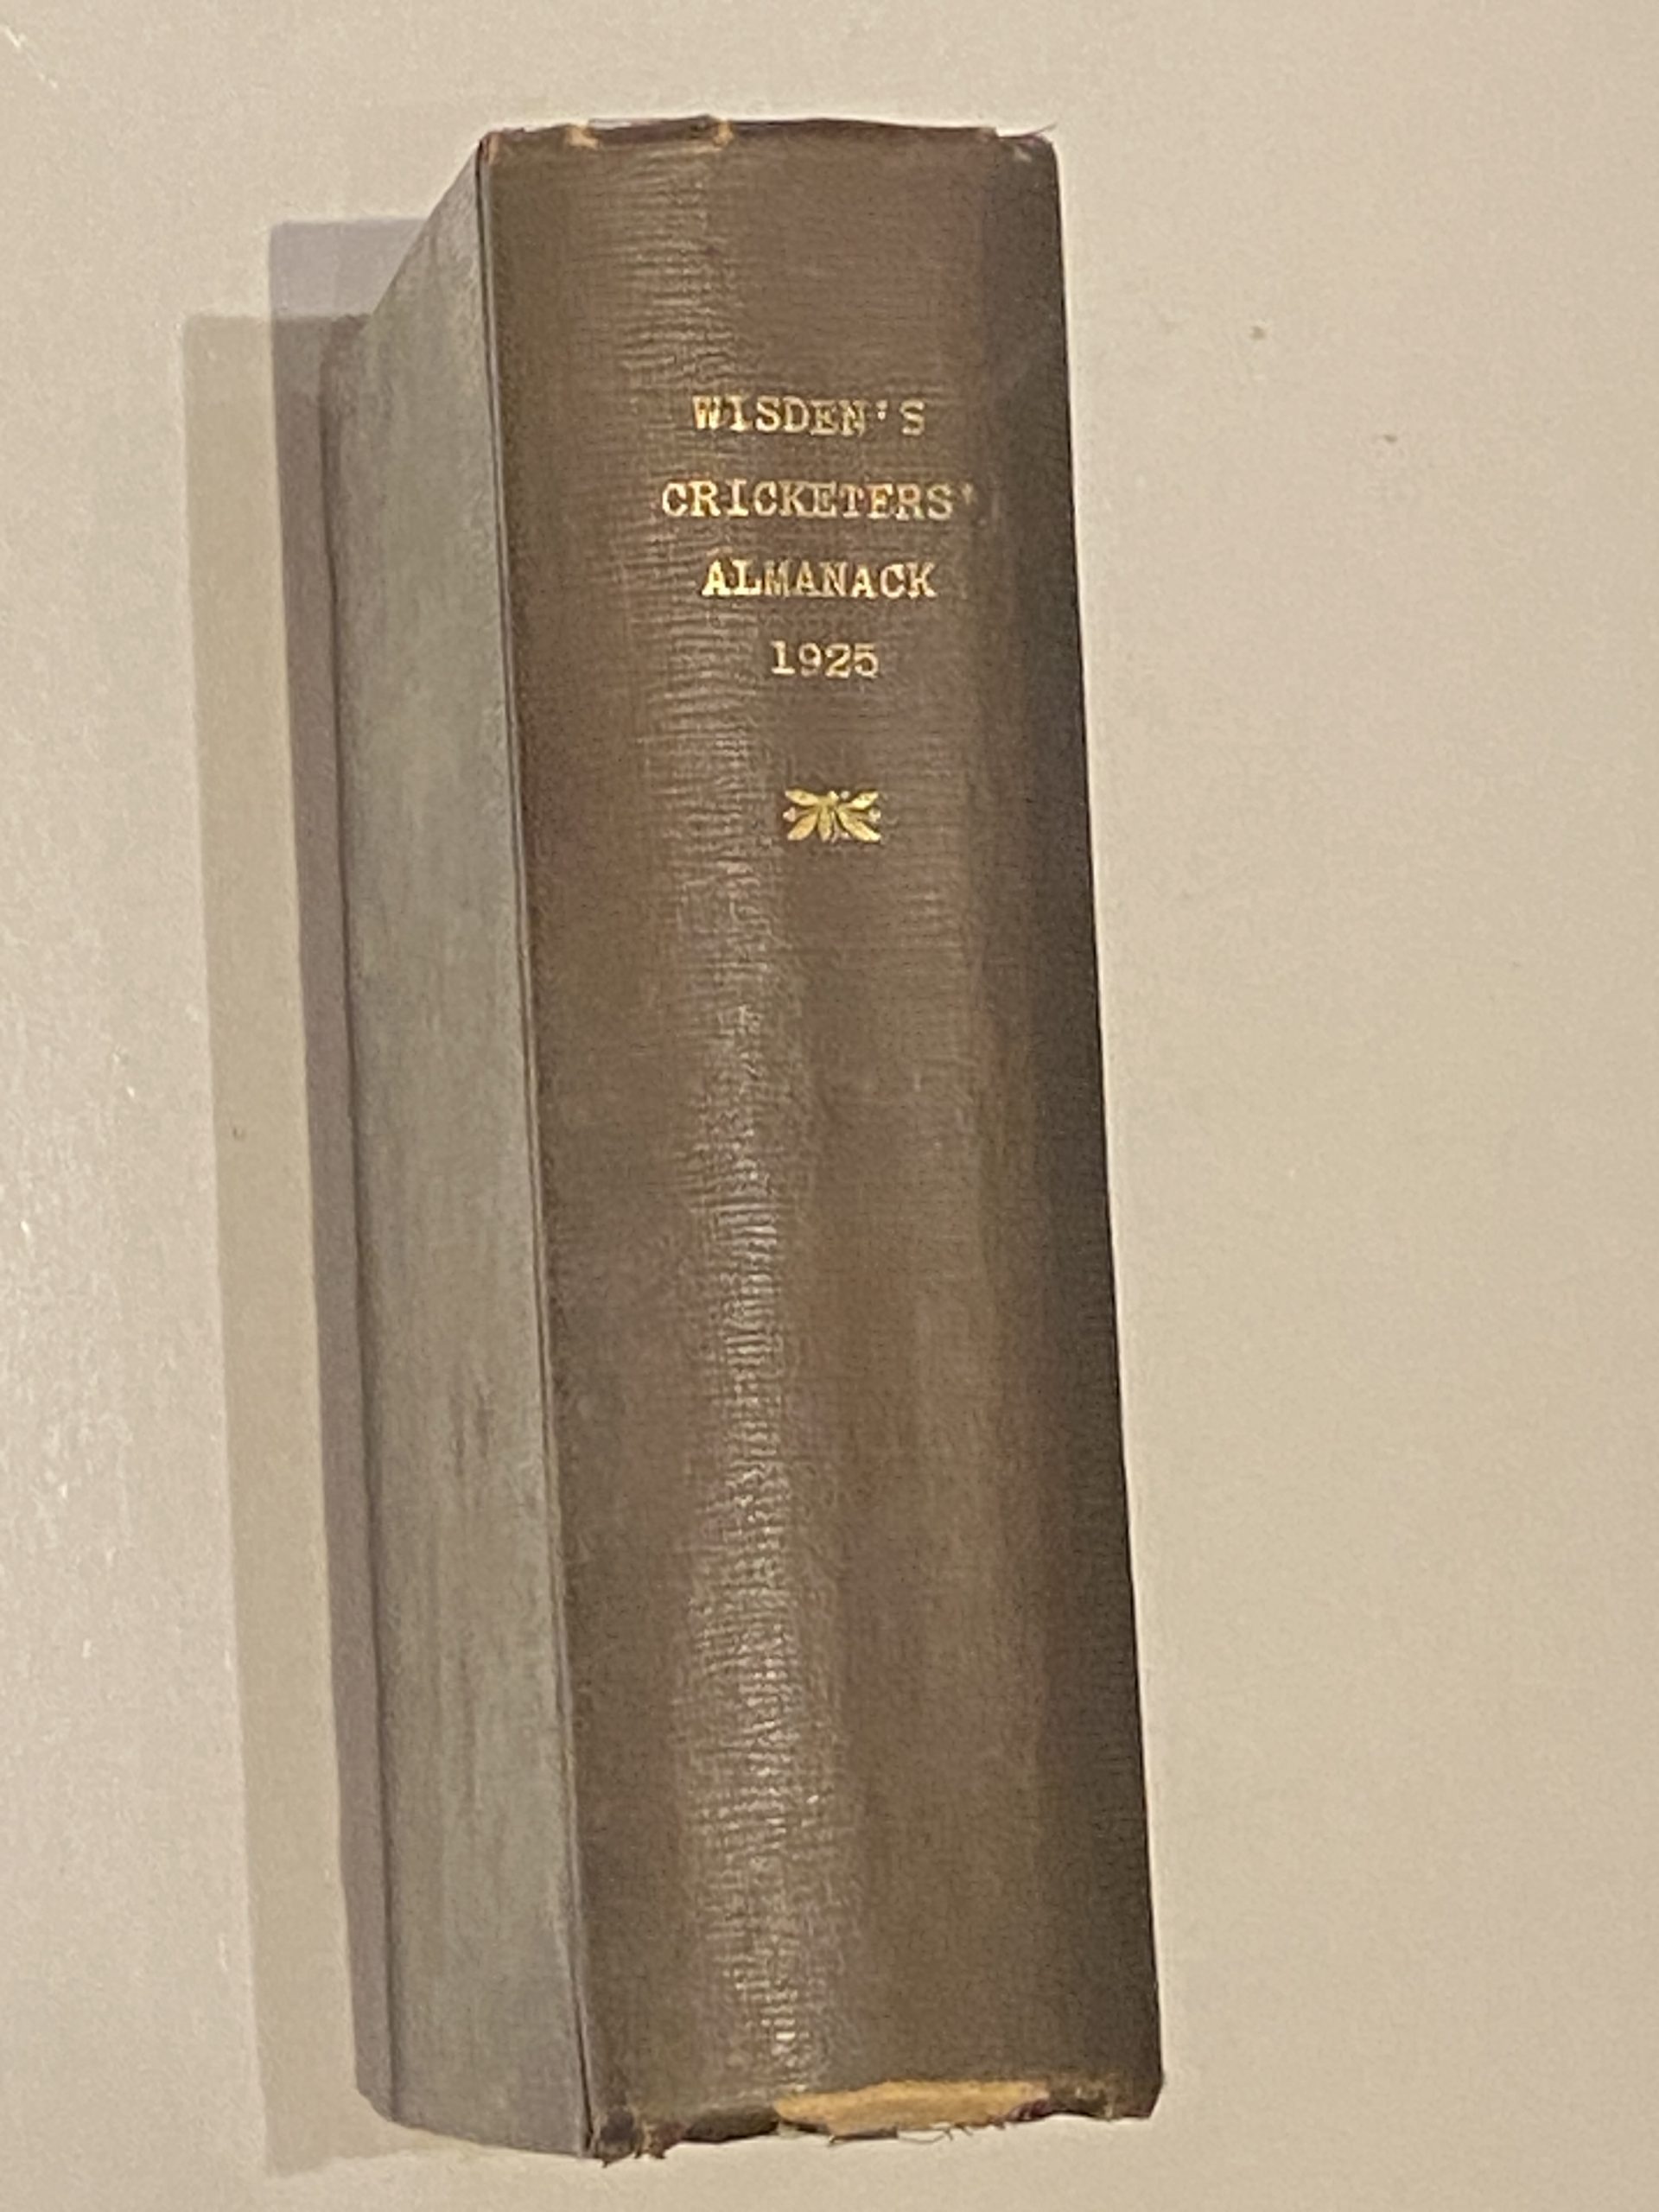 WISDEN'S
CRICKETERS'
ALMANACK
1925